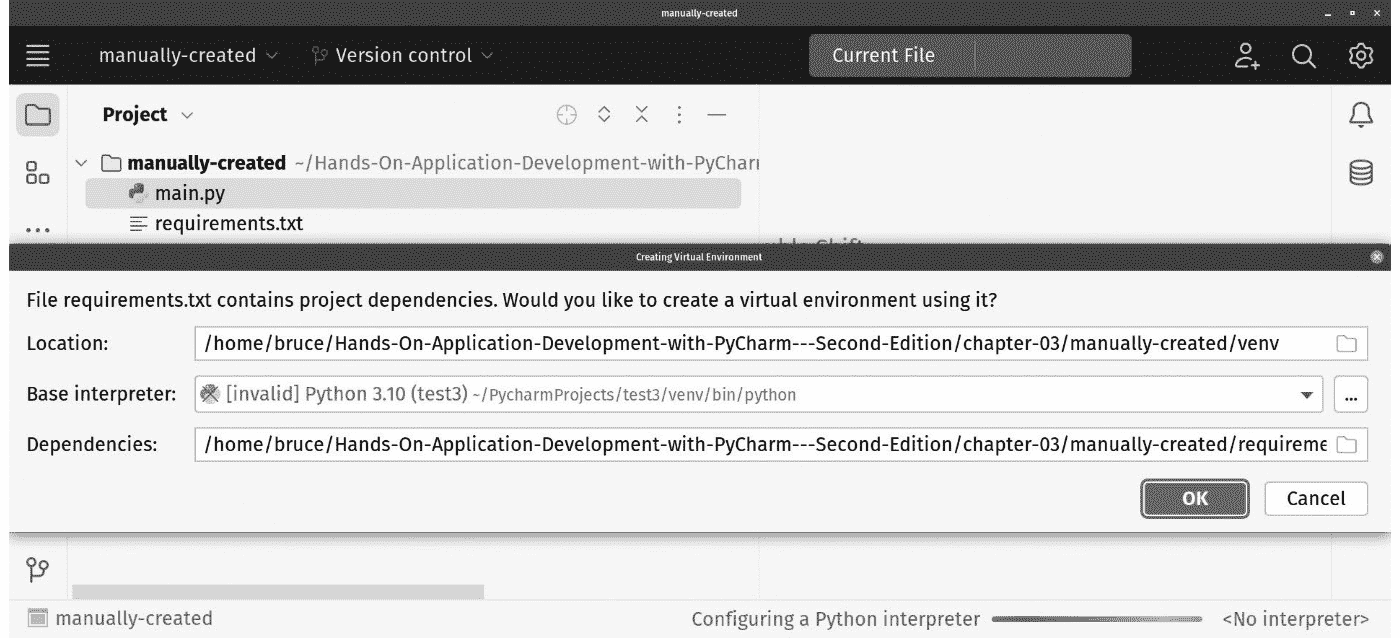 manually-created
manually-created Version control Current File
Project
manually-created ~/Hands-On-Application-Development-with-PyCharm
main.py
requirements.txt
Creating Virtual Environment
File requirements.txt contains project dependencies. Would you like to create a virtual environment using it?
Location: /home/bruce/Hands-On-Application-Development-with-PyCharm---Second-Edition/chapter-03/manually-created/venv
Base interpreter: [invalid] Python 3.10 (test3) ~/PycharmProjects/test3/venv/bin/python ...
Dependencies: /home/bruce/Hands-On-Application-Development-with-PyCharm---Second-Edition/chapter-03/manually-created/requireme
OK Cancel
manually-created Configuring a Python interpreter <No interpreter>